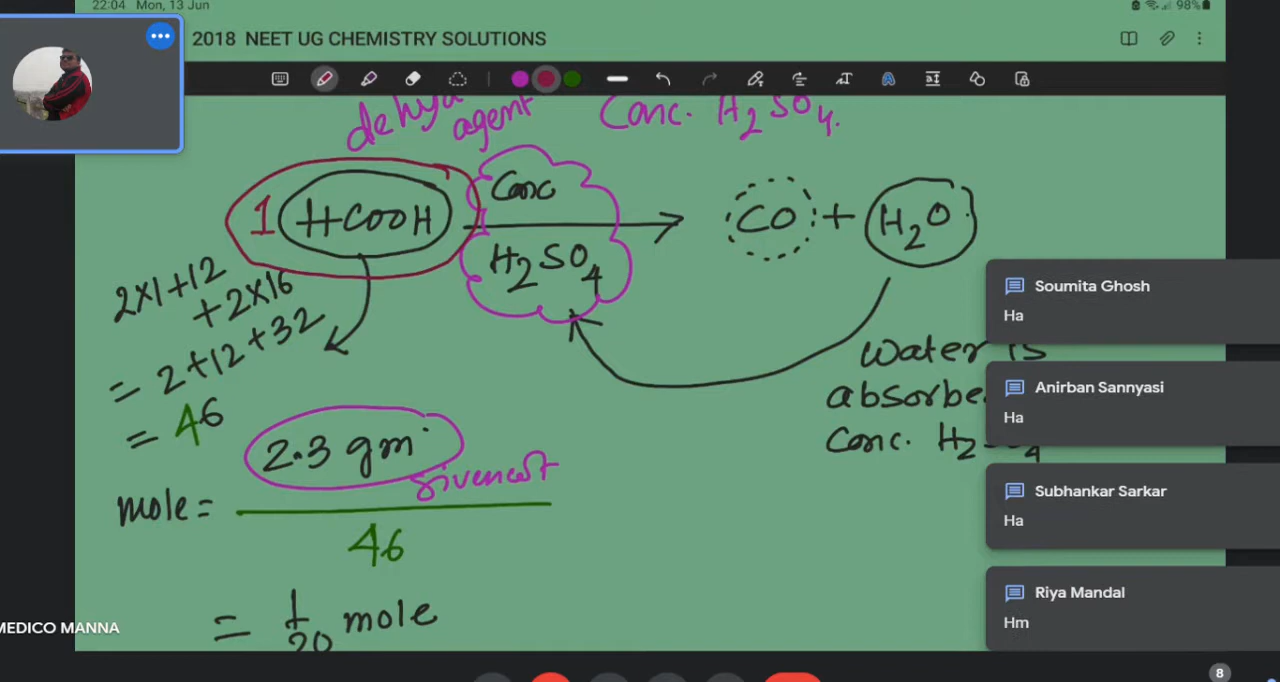 22:04 Mon, 13 Jun
98%
2018 NEET UG CHEMISTRY SOLUTIONS
agent Conc. H2SO4.
1 HCOOH Conc H2SO4 CO + H2O
2×1+12
+2×16
= 2+12+32
= 46
2.3 gm
mole =
46
= 1/20 mole
Water is
Conc.
Soumita Ghosh
Ha
Anirban Sannyasi
Ha
Subhankar Sarkar
Ha
Riya Mandal
Hm
MEDICO MANNA
8